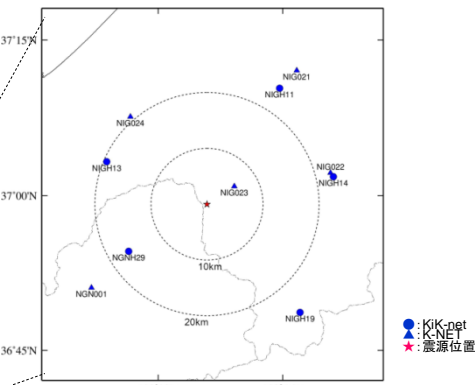 37°15'N
NIG021
NIGH11
NIG024
NIGH13
NIG022
NIGH14
37°00'N
NIG023
NGNH29
10km
NGN001
20km
NIGH19
: KiK-net
: K-NET
: 震源位置
36°45'N